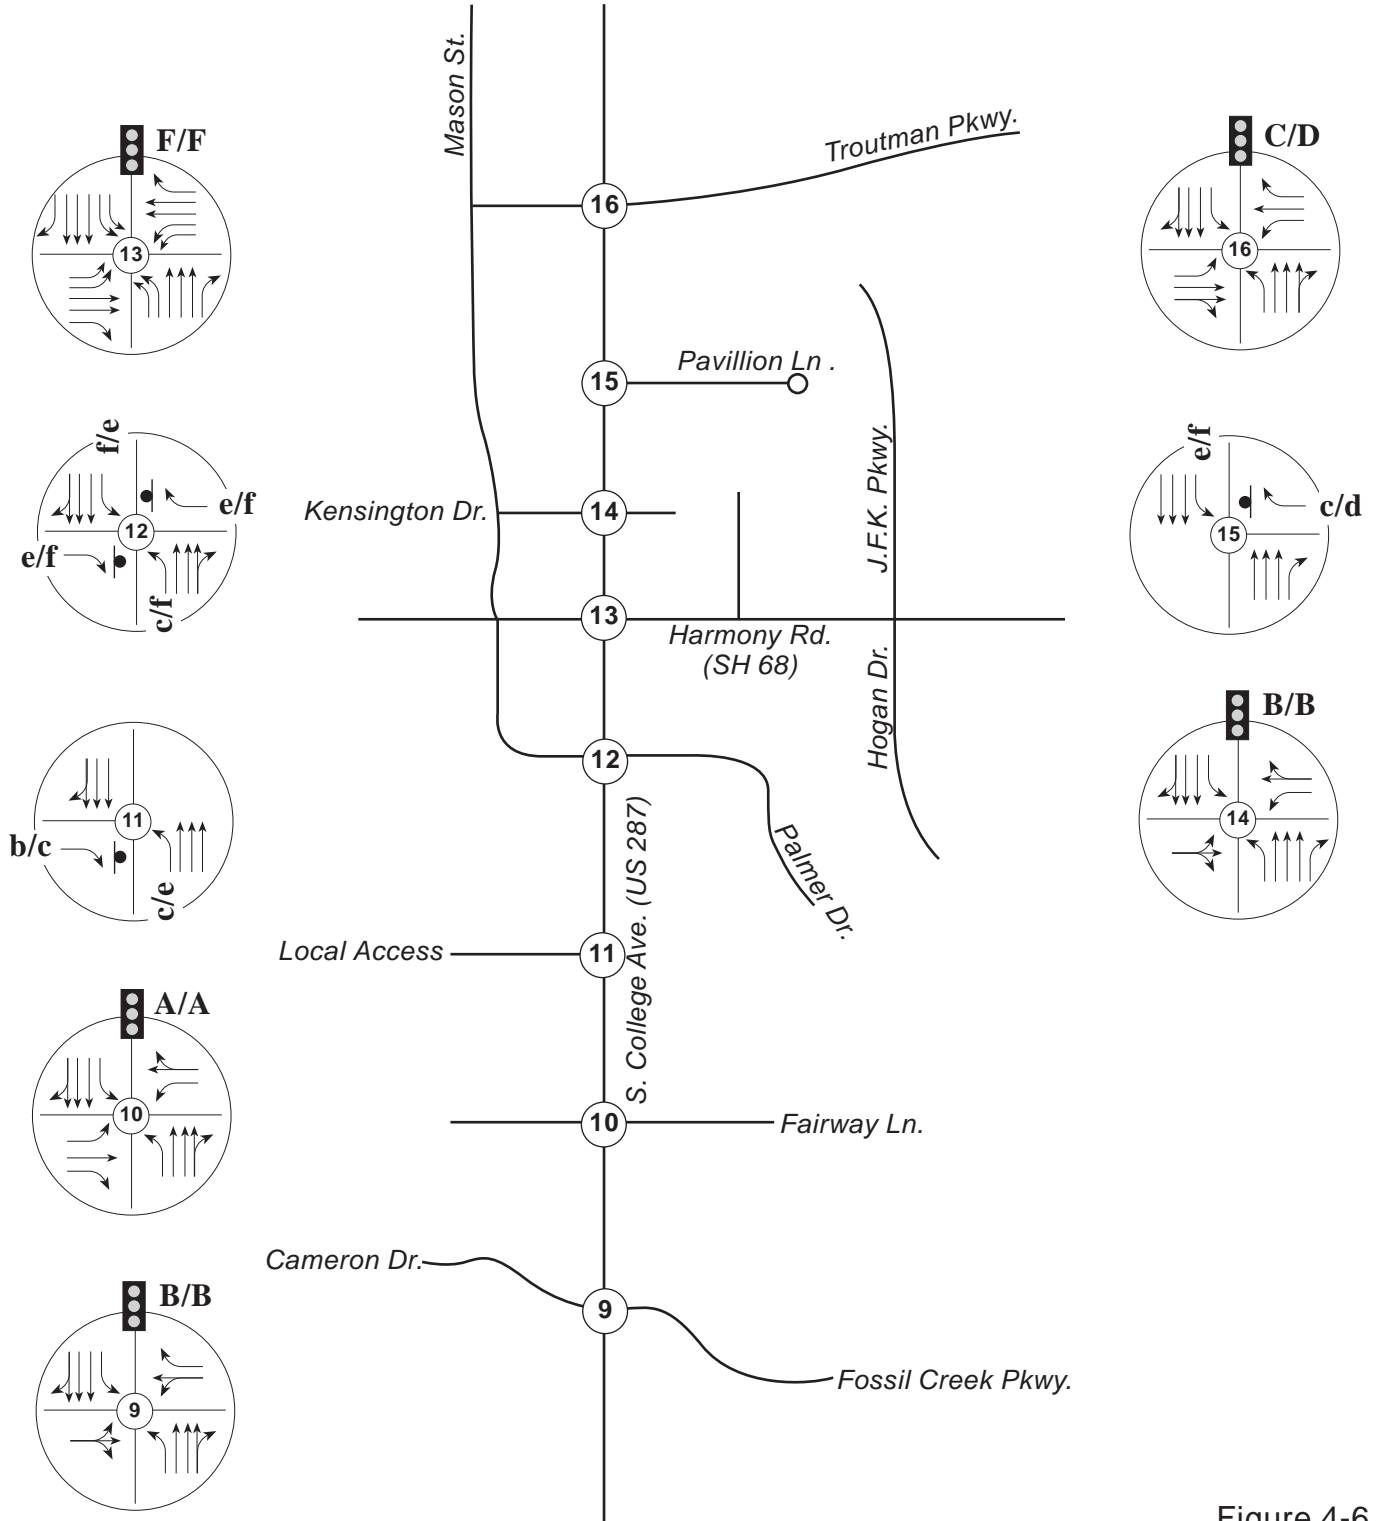 Mason St.
Troutman Pkwy.
F/F
13
C/D
16
16
15
Pavillion Ln .
f/e
e/f
12
e/f
c/f
Kensington Dr.
14
J.F.K. Pkwy.
e/f
c/d
15
13
Harmony Rd.
(SH 68)
Hogan Dr.
B/B
14
12
Palmer Dr.
11
b/c
c/e
Local Access
11
S. College Ave. (US 287)
A/A
10
10
Fairway Ln.
Cameron Dr.
9
Fossil Creek Pkwy.
B/B
9
Figure 4-6